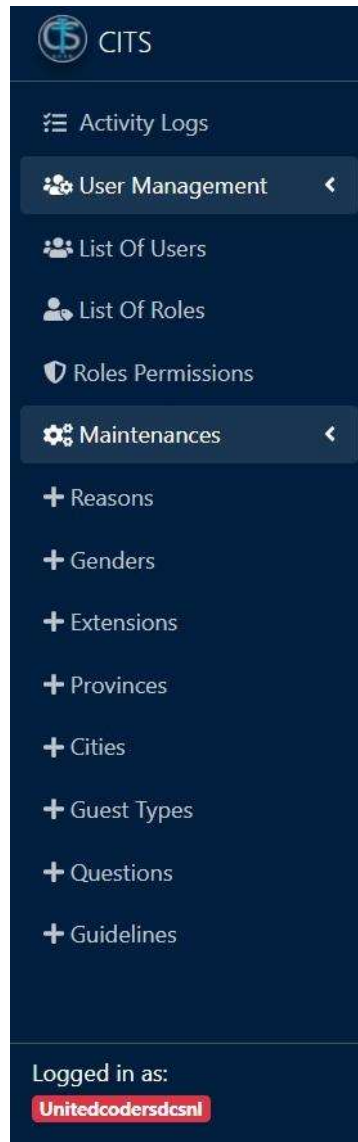 CITS
Activity Logs
User Management
List Of Users
List Of Roles
Roles Permissions
Maintenances
Reasons
Genders
Extensions
Provinces
Cities
Guest Types
Questions
Guidelines
Logged in as:
Unitedcodersdcsnl